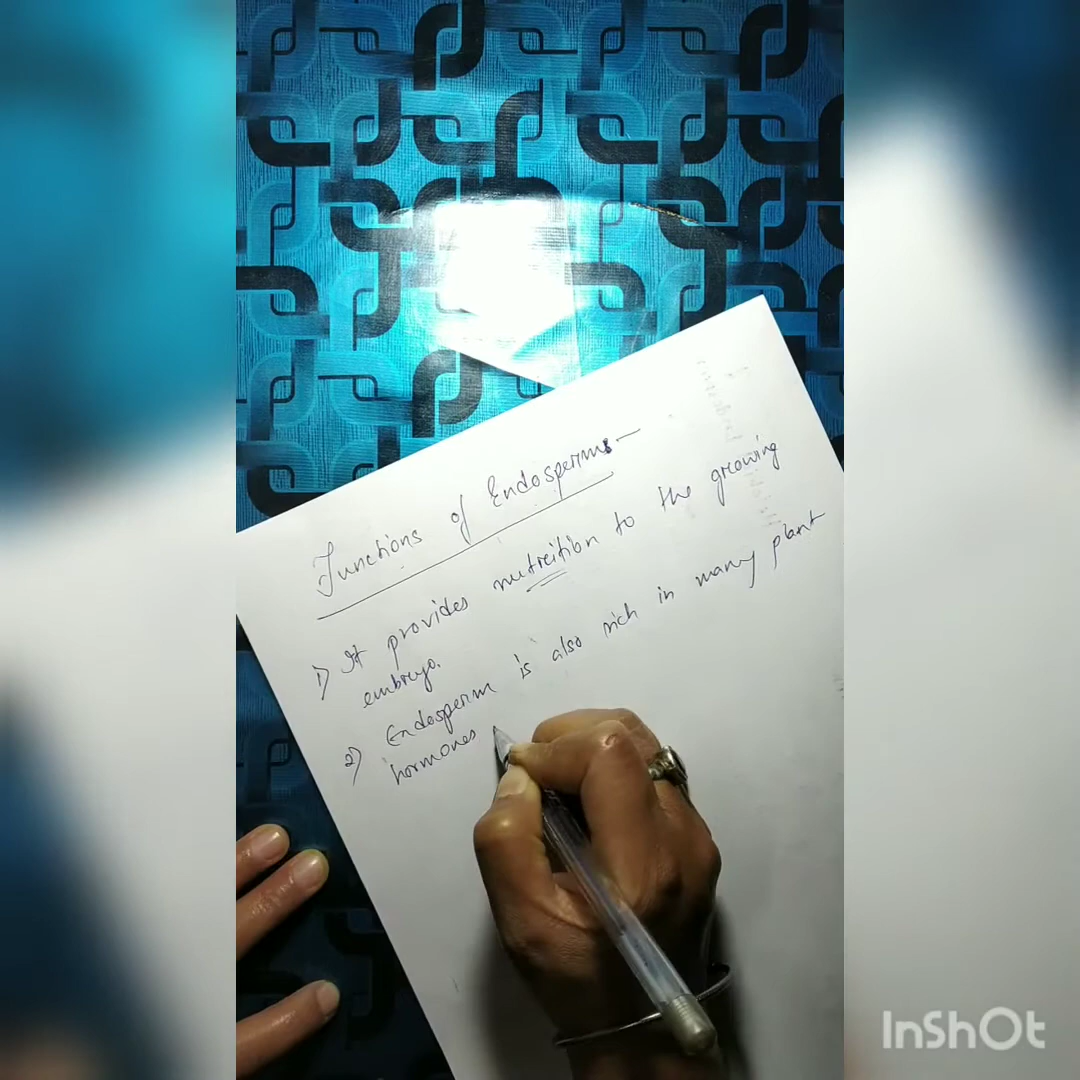 Functions of Endosperm:-
1) It provides nutrition to the growing
embryo.
2) Endosperm is also rich in many plant
hormones
InShOt